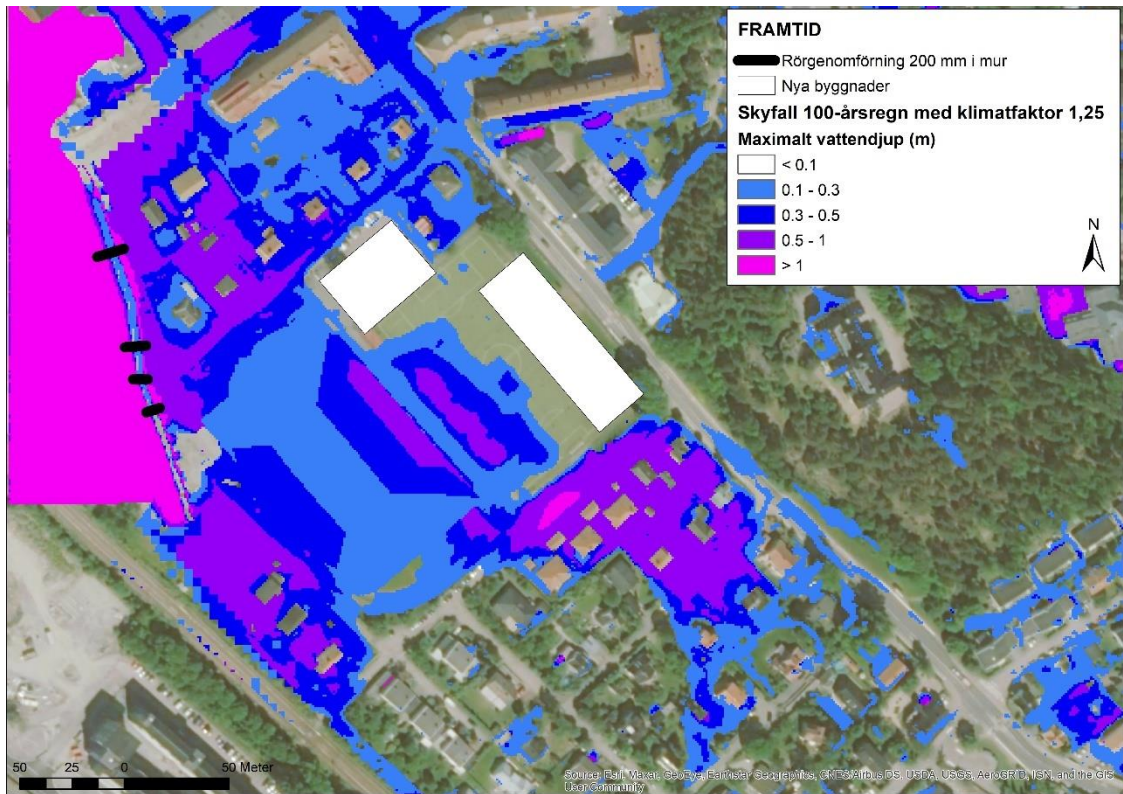 FRAMTID
Rörgenomförning 200 mm i mur
Nya byggnader
Skyfall 100-årsregn med klimatfaktor 1,25
Maximalt vattendjup (m)
< 0.1
0.1 - 0.3
0.3 - 0.5
0.5 - 1
> 1
N
50 25 0 50 Meter
Source: Esri, Maxar, GeoEye, Earthstar Geographics, CNES/Airbus DS, USDA, USGS, AeroGRID, IGN, and the GIS
User Community